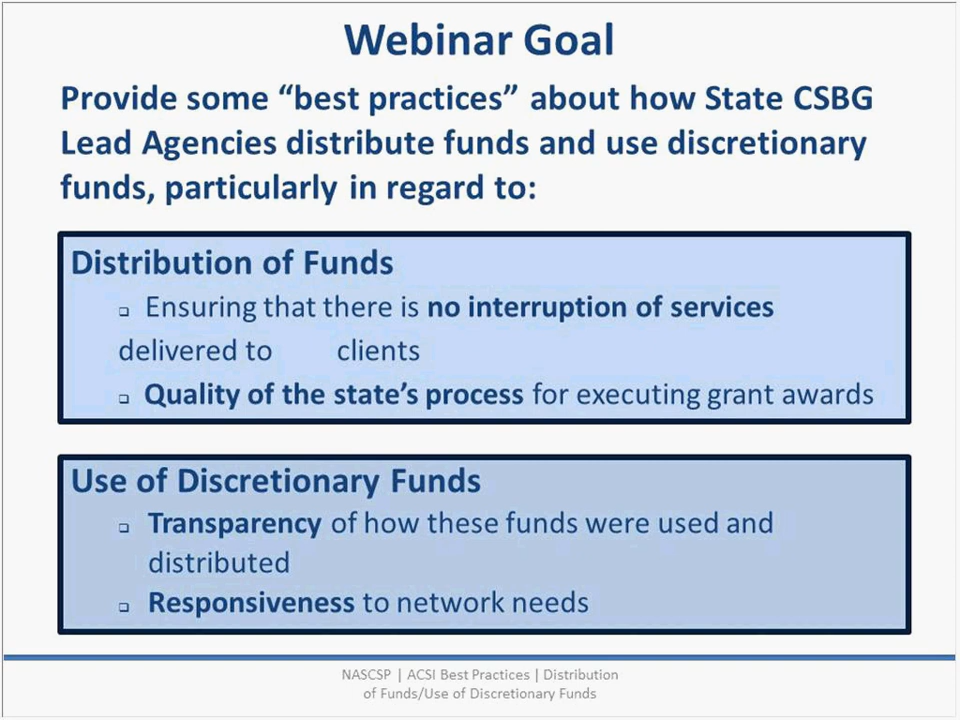 Webinar Goal
Provide some “best practices” about how State CSBG
Lead Agencies distribute funds and use discretionary
funds, particularly in regard to:
Distribution of Funds
❑ Ensuring that there is no interruption of services
delivered to clients
❑ Quality of the state’s process for executing grant awards
Use of Discretionary Funds
❑ Transparency of how these funds were used and
distributed
❑ Responsiveness to network needs
NASCSP | ACSI Best Practices | Distribution
of Funds/Use of Discretionary Funds